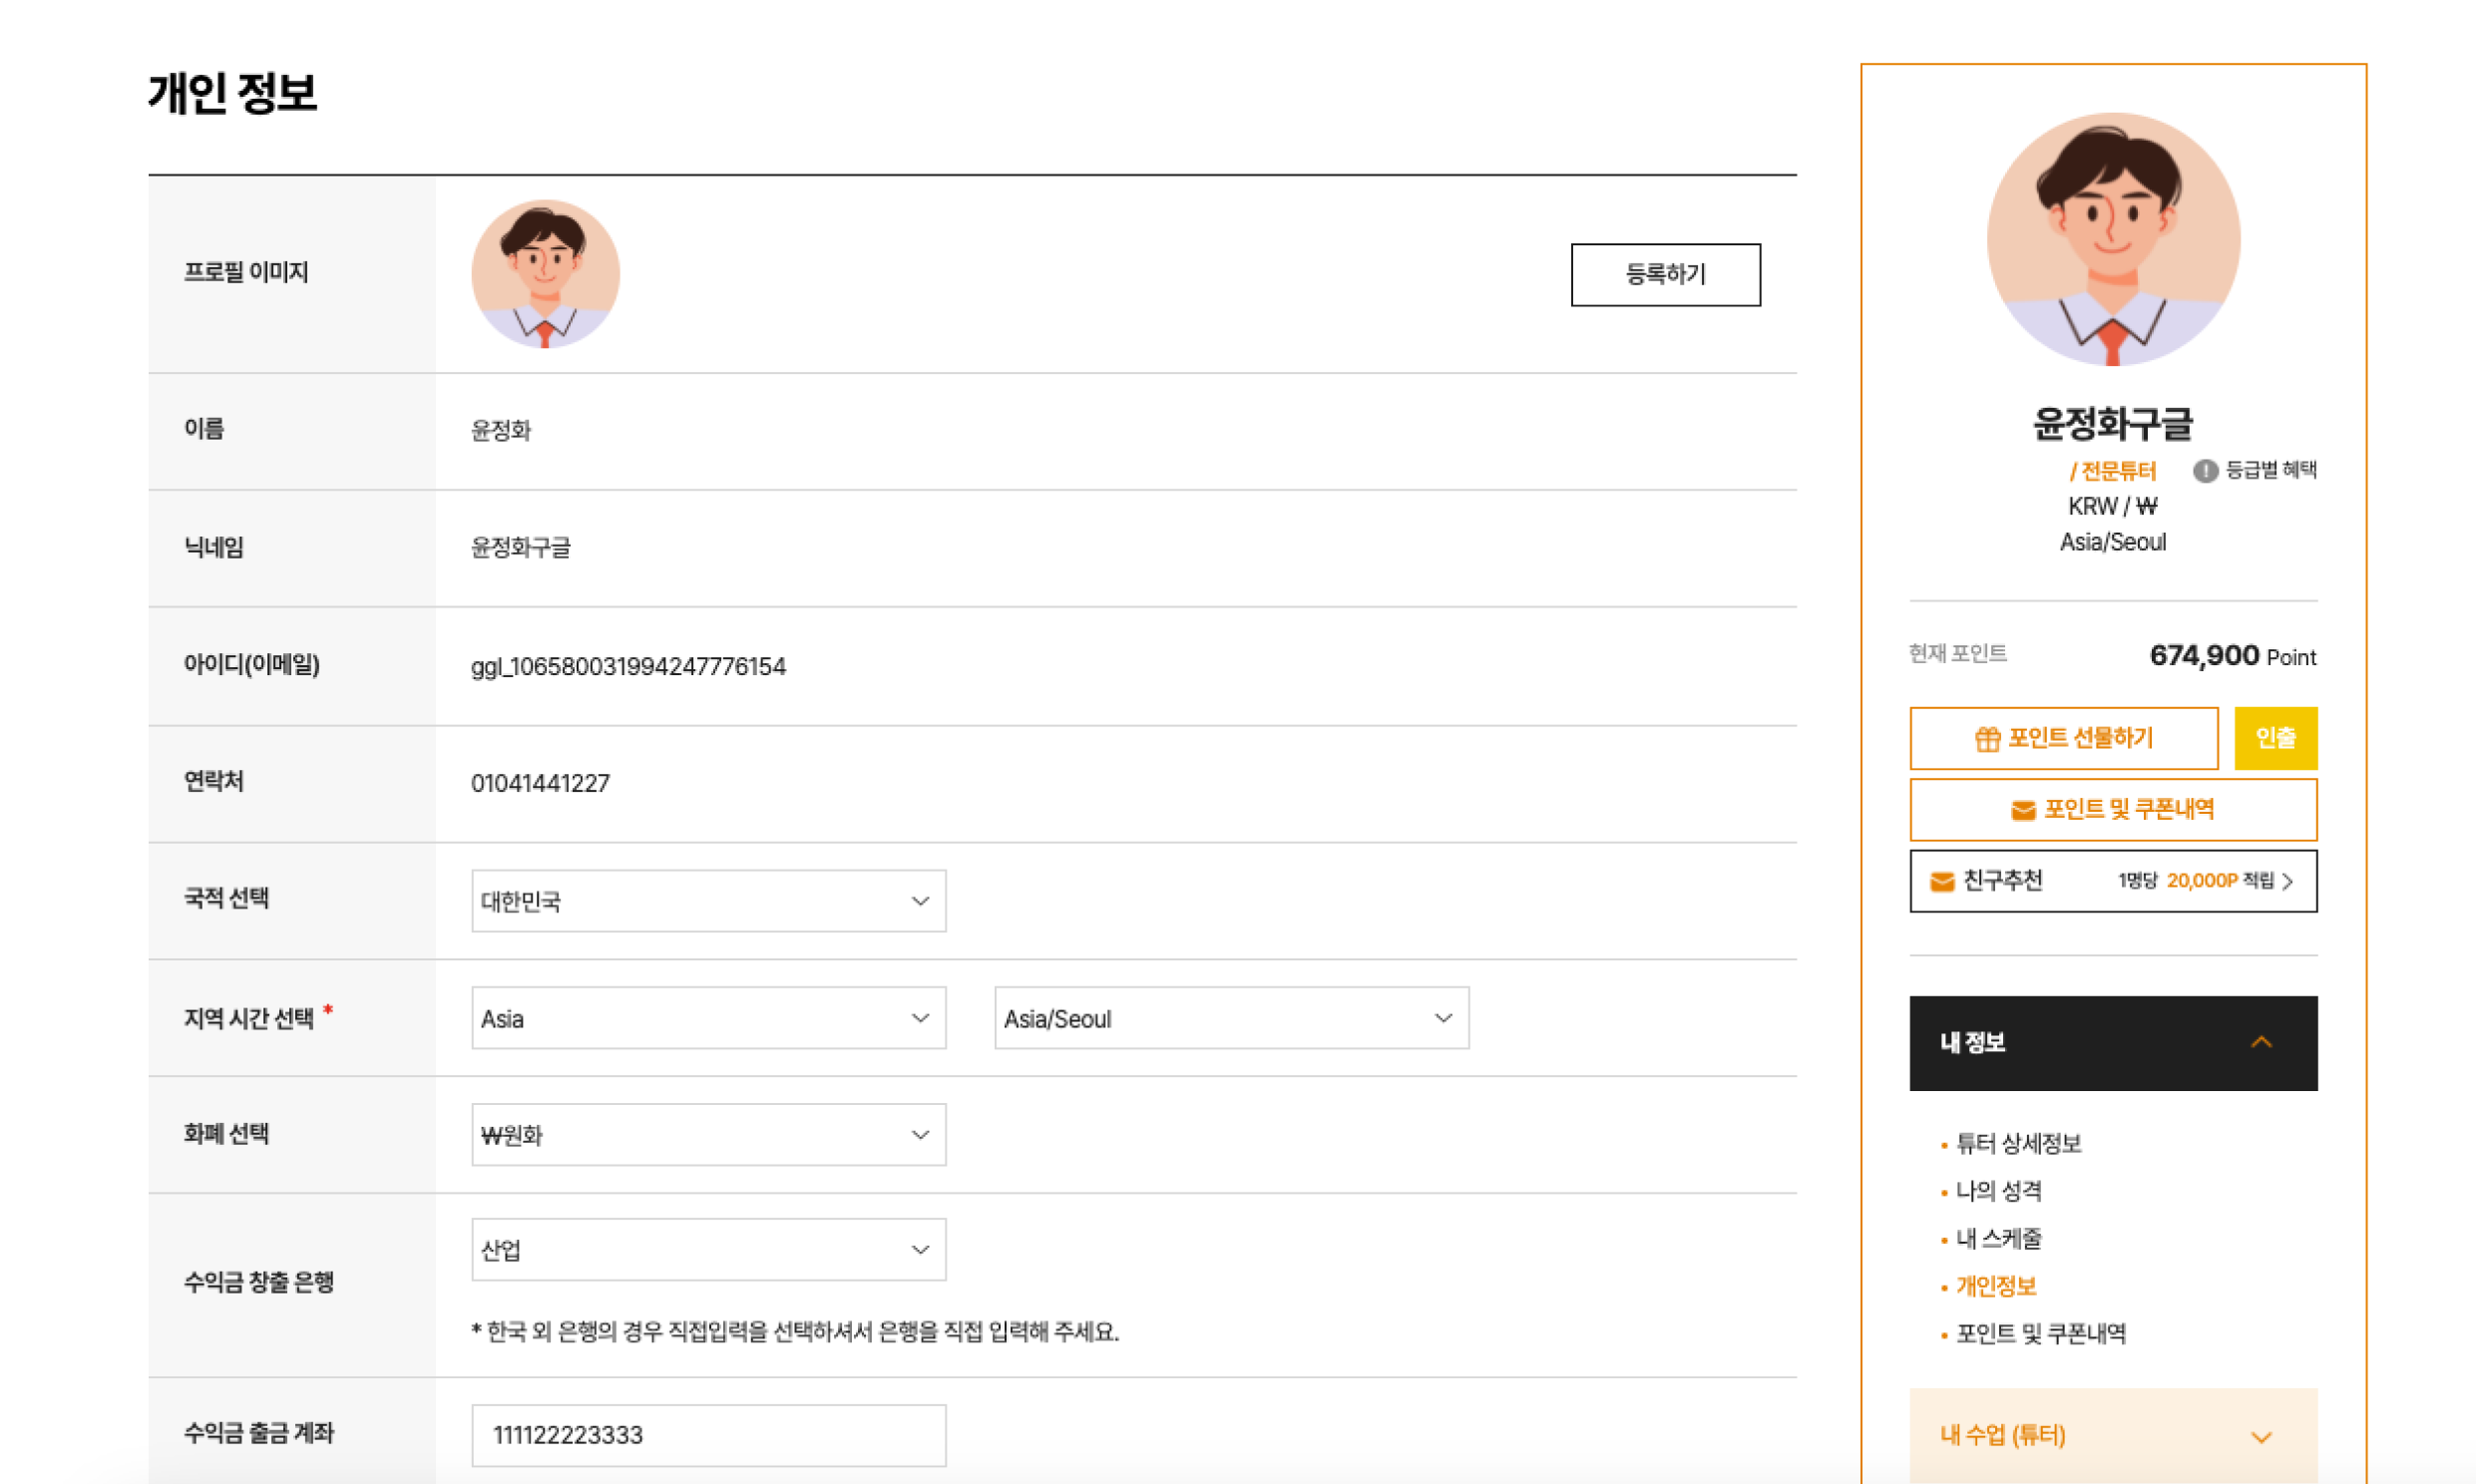 개인 정보
프로필 이미지
등록하기
이름
윤정화
닉네임
윤정화구글
아이디(이메일)
ggl_106580031994247776154
연락처
01041441227
국적 선택
대한민국
지역 시간 선택 *
Asia
Asia/Seoul
화폐 선택
₩원화
수익금 창출 은행
산업
* 한국 외 은행의 경우 직접입력을 선택하셔서 은행을 직접 입력해 주세요.
수익금 출금 계좌
111122223333
윤정화구글
/ 전문튜터 ! 등급별 혜택
KRW / ₩
Asia/Seoul
현재 포인트 674,900 Point
포인트 선물하기
인출
포인트 및 쿠폰내역
친구추천 1명당 20,000P 적립 >
내 정보
• 튜터 상세정보
• 나의 성격
• 내 스케줄
• 개인정보
• 포인트 및 쿠폰내역
내 수업 (튜터)